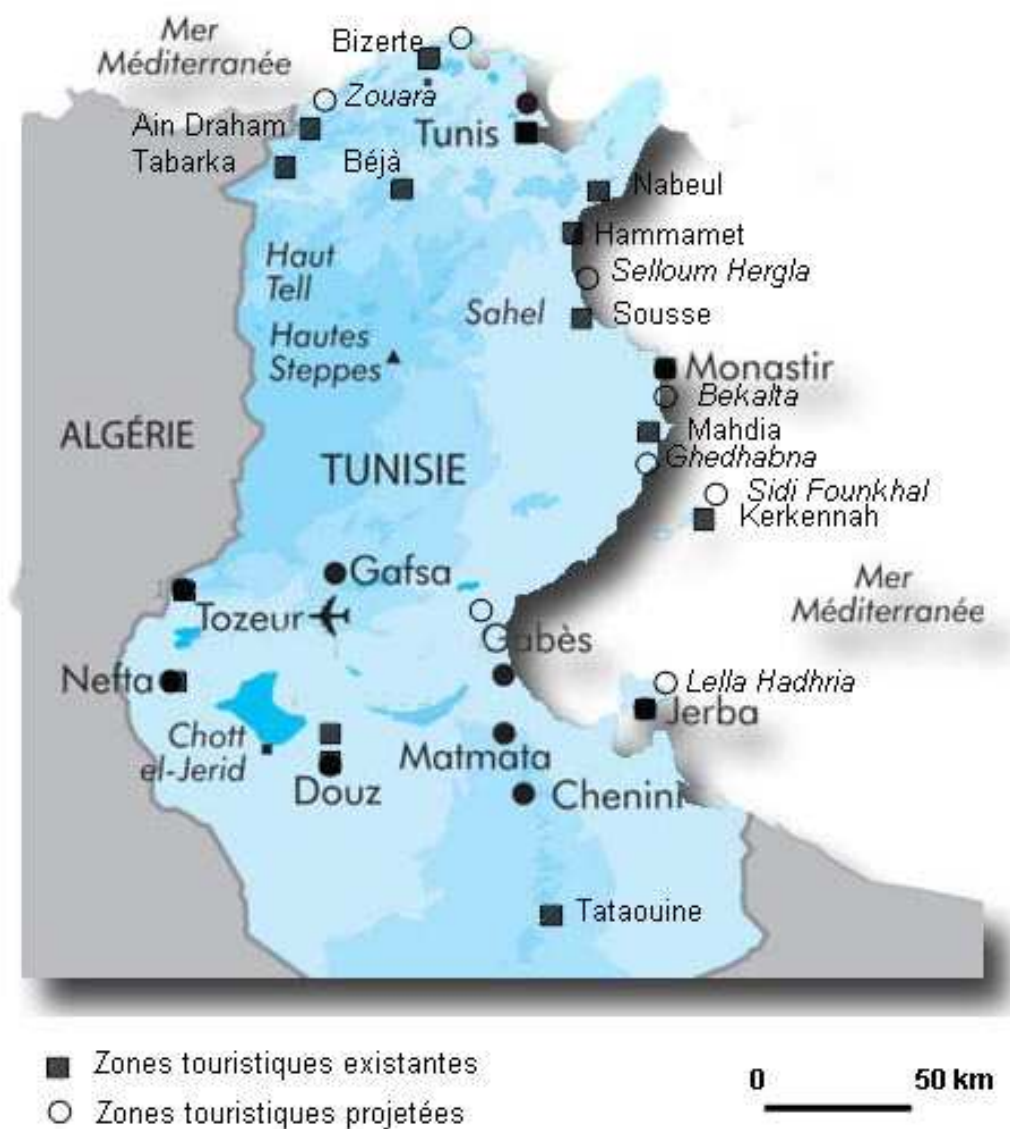 Mer
Méditerranée
Bizerte
Zouara
Ain Draham
Tunis
Tabarka
Béjà
Nabeul
Hammamet
Haut
Tell
Selloum Hergla
Sahel
Sousse
Hautes
Steppes
Monastir
Bekalta
ALGÉRIE
Mahdia
TUNISIE
Ghedhabna
Sidi Founkhal
Kerkennah
Gafsa
Mer
Méditerranée
Tozeur
Gabès
Nefta
Lella Hadhria
Jerba
Chott
el-Jerid
Matmata
Douz
Chenini
Tataouine
Zones touristiques existantes
0 50 km
Zones touristiques projetées